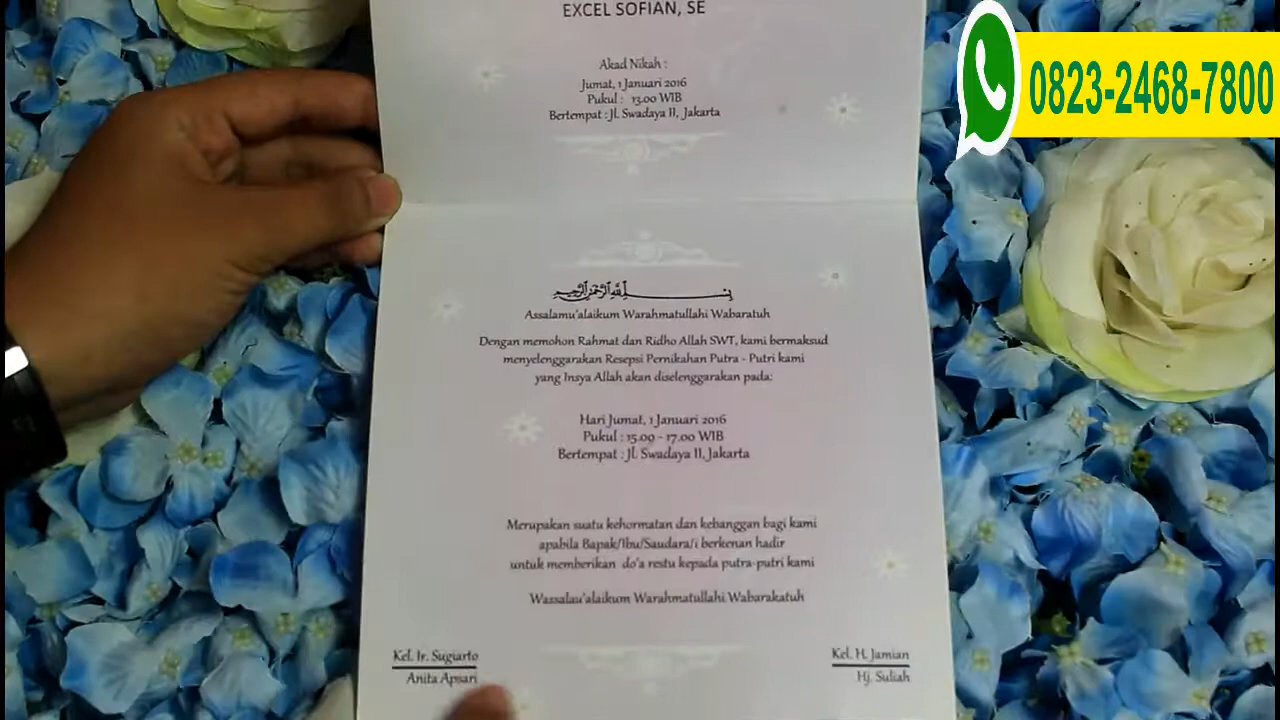 EXCEL SOFIAN, SE
0823-2468-7800
Akad Nikah :
Jumat, 1 Januari 2016
Pukul : 13.00 WIB
Bertempat : Jl. Swadaya II, Jakarta
بسم الله الرحمن الرحيم
Assalamu'alaikum Warahmatullahi Wabaratuh
Dengan memohon Rahmat dan Ridho Allah SWT, kami bermaksud
menyelenggarakan Resepsi Pernikahan Putra - Putri kami
yang Insya Allah akan diselenggarakan pada:
Hari Jumat, 1 Januari 2016
Pukul : 15.09 - 17.00 WIB
Bertempat : Jl. Swadaya II, Jakarta
Merupakan suatu kehormatan dan kebanggan bagi kami
apabila Bapak/Ibu/Saudara/i berkenan hadir
untuk memberikan do'a restu kepada putra-putri kami
Wassalau'alaikum Warahmatullahi Wabarakatuh
Kel. Ir. Sugiarto
Anita Apsari
Kel. H. Jamian
Hj. Suliah